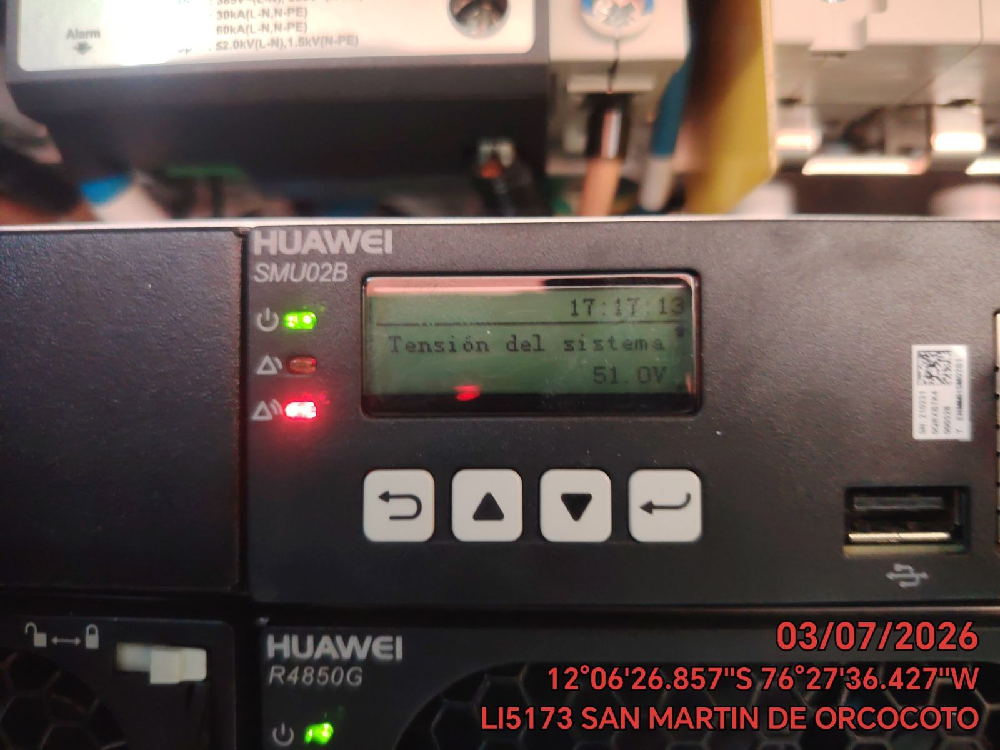 30kA(L-N,N-PE)
60kA(L-N,N-PE)
≤2.0kV(L-N),1.5kV(N-PE)
Alarm
HUAWEI
SMU02B
17:17:13
Tensión del sistema
51.0V
HUAWEI
R4850G
03/07/2026
12°06'26.857"S 76°27'36.427"W
LI5173 SAN MARTIN DE ORCOCOTO